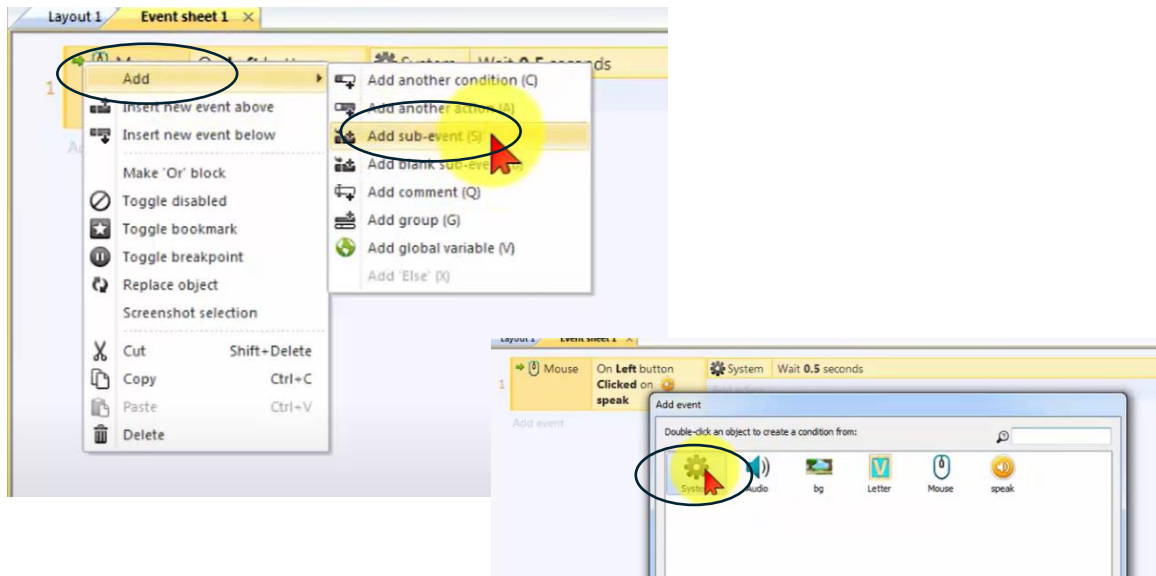 Layout 1 Event sheet 1
1
Wait 0.5 seconds
Add
Insert new event above
Insert new event below
Make 'Or' block
Toggle disabled
Toggle bookmark
Toggle breakpoint
Replace object
Screenshot selection
Cut Shift+Delete
Copy Ctrl+C
Paste Ctrl+V
Delete
Add another condition (C)
Add another action (A)
Add sub-event (S)
Add blank sub-event
Add comment (Q)
Add group (G)
Add global variable (V)
Add 'Else' (X)
Layout 1 Event sheet 1
1
Mouse On Left button
Clicked on
speak
System Wait 0.5 seconds
Add event
Add event
Double-click an object to create a condition from:
System Audio bg Letter Mouse speak